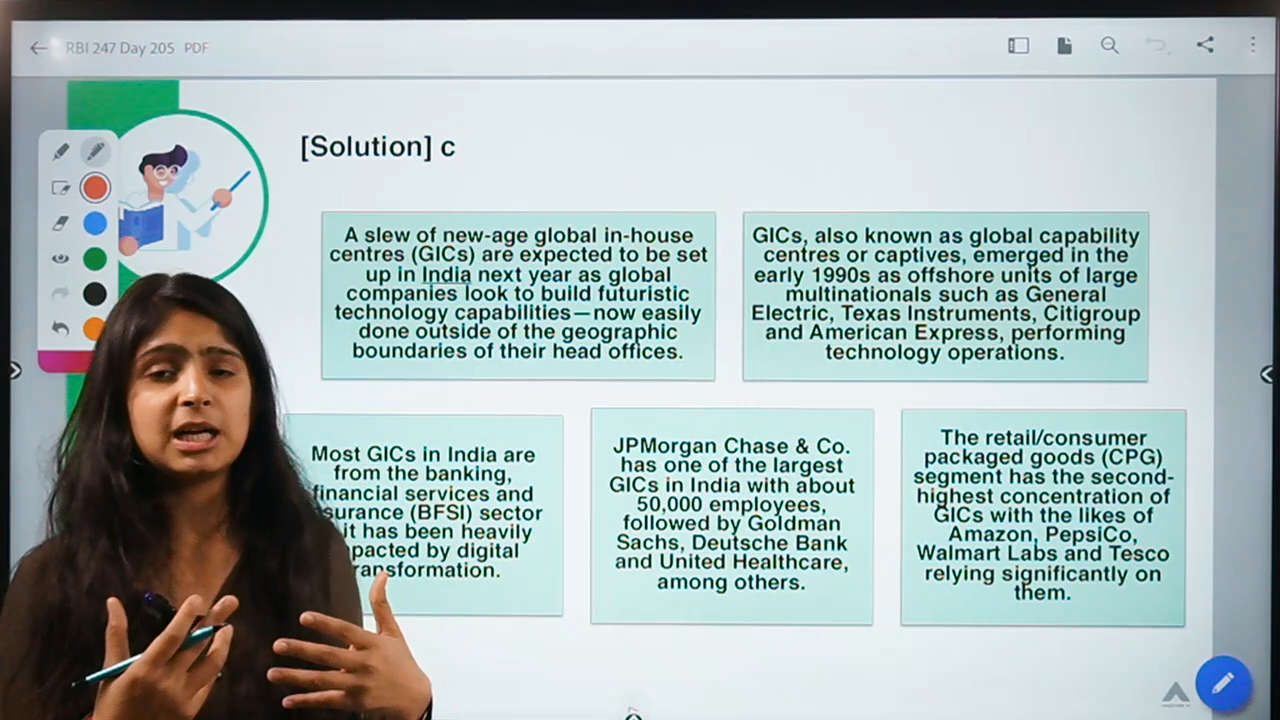 RBI 247 Day 205 PDF
[Solution] c
A slew of new-age global in-house
centres (GICs) are expected to be set
up in India next year as global
companies look to build futuristic
technology capabilities—now easily
done outside of the geographic
boundaries of their head offices.
GICs, also known as global capability
centres or captives, emerged in the
early 1990s as offshore units of large
multinationals such as General
Electric, Texas Instruments, Citigroup
and American Express, performing
technology operations.
Most GICs in India are
from the banking,
financial services and
surance (BFSI) sector
it has been heavily
pacted by digital
ransformation.
JPMorgan Chase & Co.
has one of the largest
GICs in India with about
50,000 employees,
followed by Goldman
Sachs, Deutsche Bank
and United Healthcare,
among others.
The retail/consumer
packaged goods (CPG)
segment has the second-
highest concentration of
GICs with the likes of
Amazon, PepsiCo,
Walmart Labs and Tesco
relying significantly on
them.